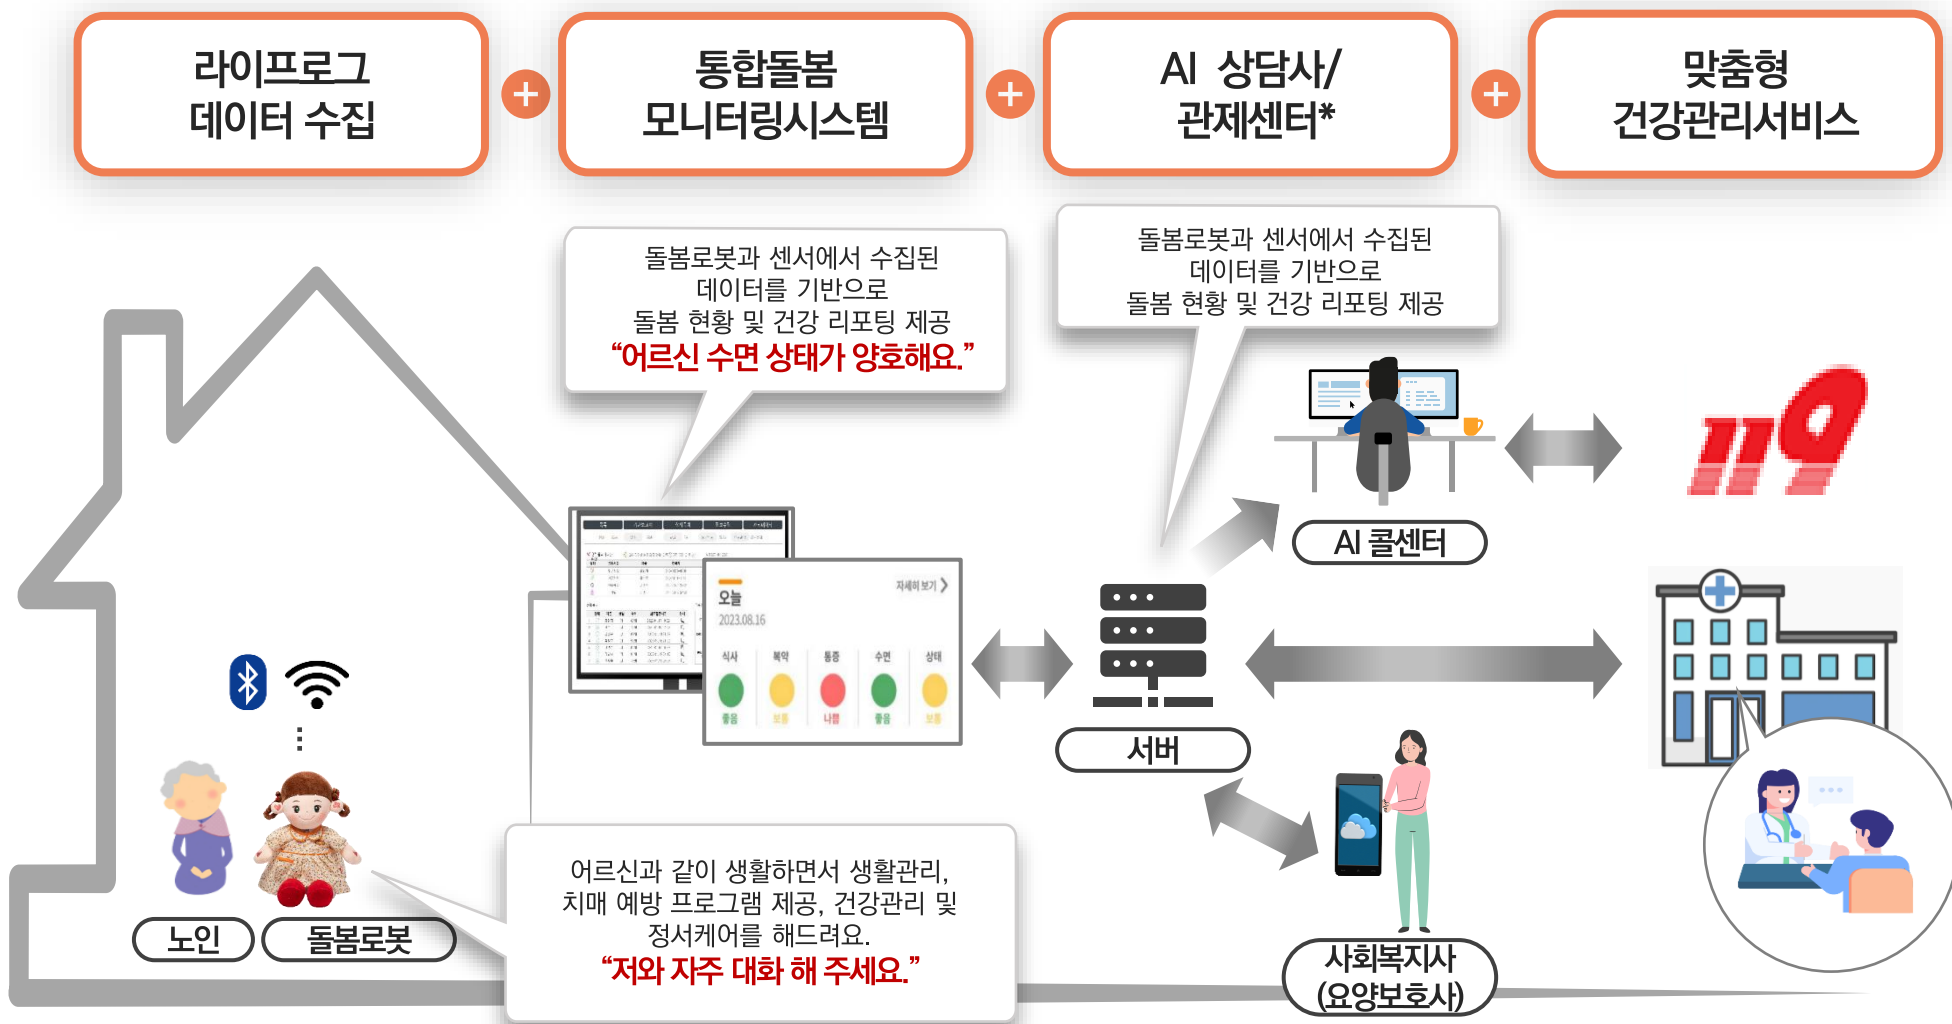 라이프로그
데이터 수집
통합돌봄
모니터링시스템
AI 상담사/
관제센터*
맞춤형
건강관리서비스
돌봄로봇과 센서에서 수집된
데이터를 기반으로
돌봄 현황 및 건강 리포팅 제공
“어르신 수면 상태가 양호해요.”
돌봄로봇과 센서에서 수집된
데이터를 기반으로
돌봄 현황 및 건강 리포팅 제공
119
AI 콜센터
오늘
자세히 보기
2023.08.16
식사 복약 통증 수면 상태
좋음 보통 나쁨 좋음 보통
서버
어르신과 같이 생활하면서 생활관리,
치매 예방 프로그램 제공, 건강관리 및
정서케어를 해드려요.
“저와 자주 대화 해 주세요.”
노인
돌봄로봇
사회복지사
(요양보호사)